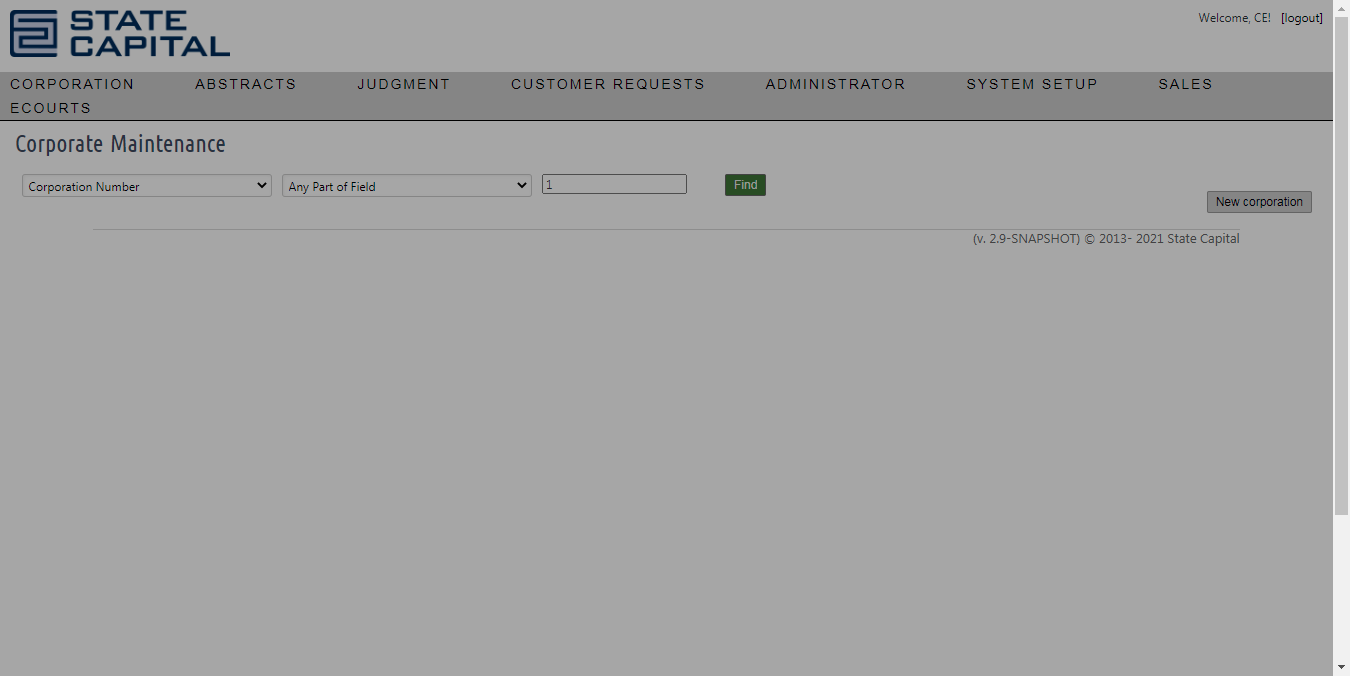 STATE
CAPITAL
Welcome, CE! [logout]
CORPORATION ABSTRACTS JUDGMENT CUSTOMER REQUESTS ADMINISTRATOR SYSTEM SETUP SALES
ECOURTS
Corporate Maintenance
Corporation Number Any Part of Field 1 Find
New corporation
(v. 2.9-SNAPSHOT) © 2013- 2021 State Capital